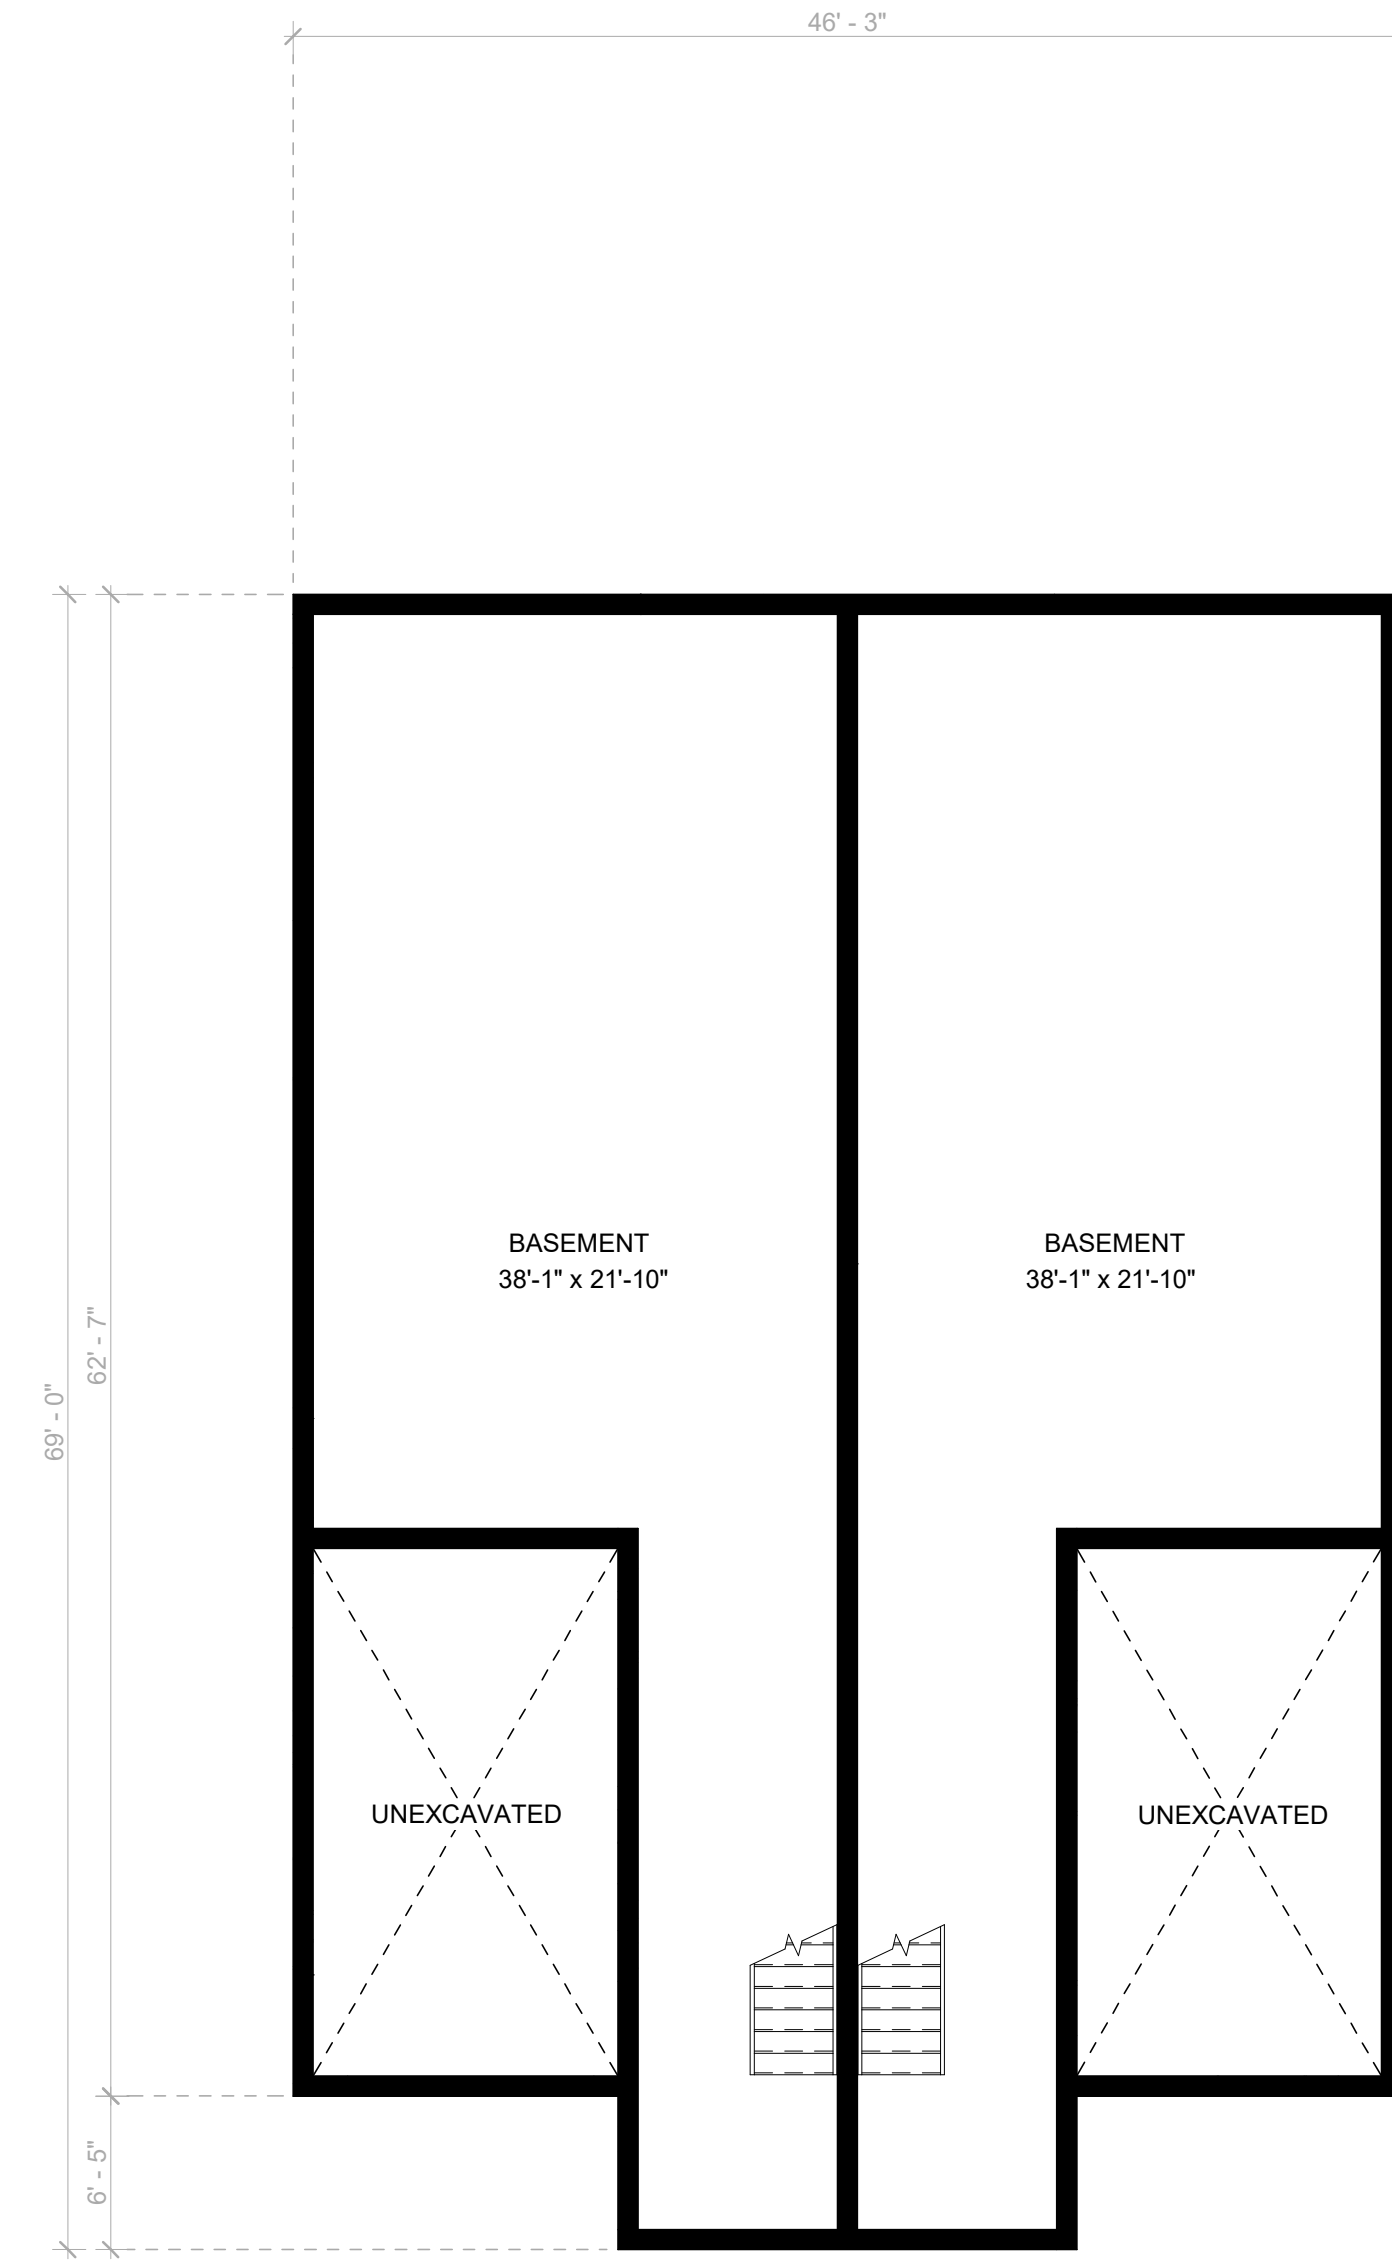 46' - 3"
BASEMENT
38'-1" x 21'-10"
BASEMENT
38'-1" x 21'-10"
62' - 7"
69' - 0"
UNEXCAVATED
UNEXCAVATED
6' - 5"